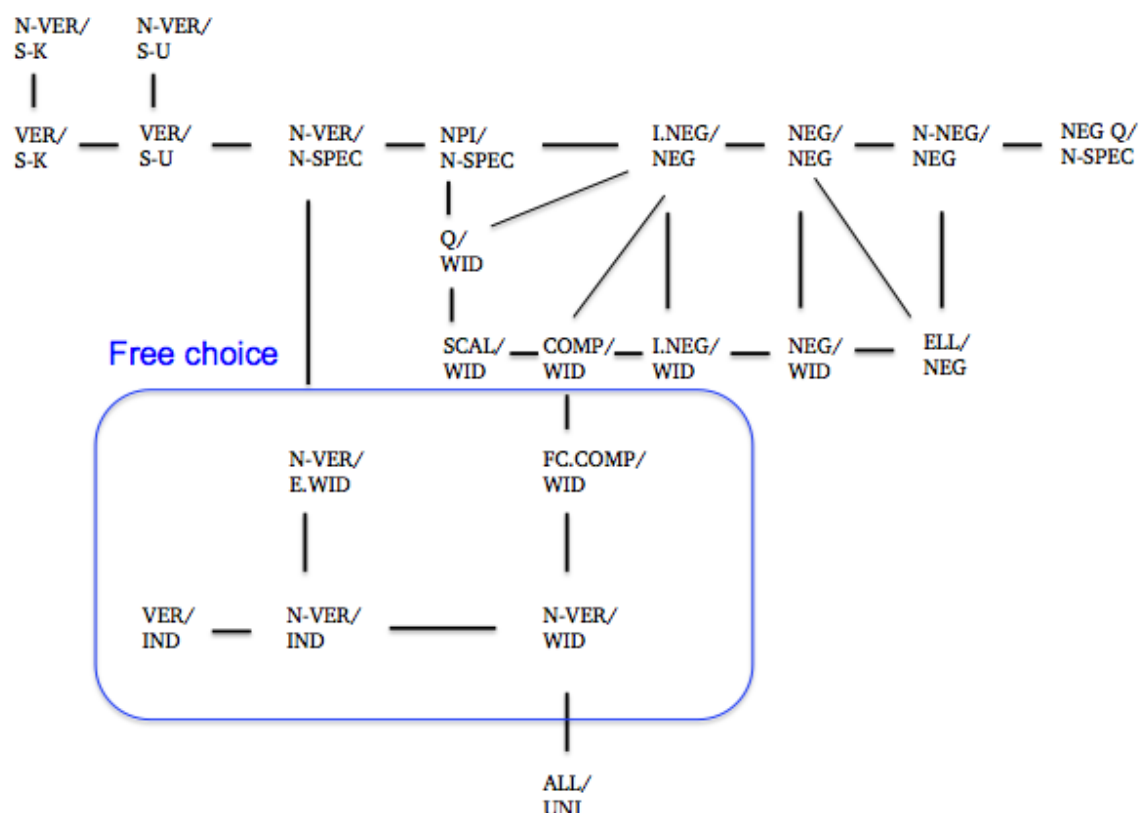 N-VER/ N-VER/
S-K S-U
VER/ VER/ N-VER/ NPI/ I.NEG/ NEG/ N-NEG/ NEG Q/
S-K S-U N-SPEC N-SPEC NEG NEG NEG N-SPEC
Q/
WID
SCAL/ COMP/ I.NEG/ NEG/ ELL/
WID WID WID WID NEG
Free choice
N-VER/ FC.COMP/
E.WID WID
VER/ N-VER/ N-VER/
IND IND WID
ALL/
UNI